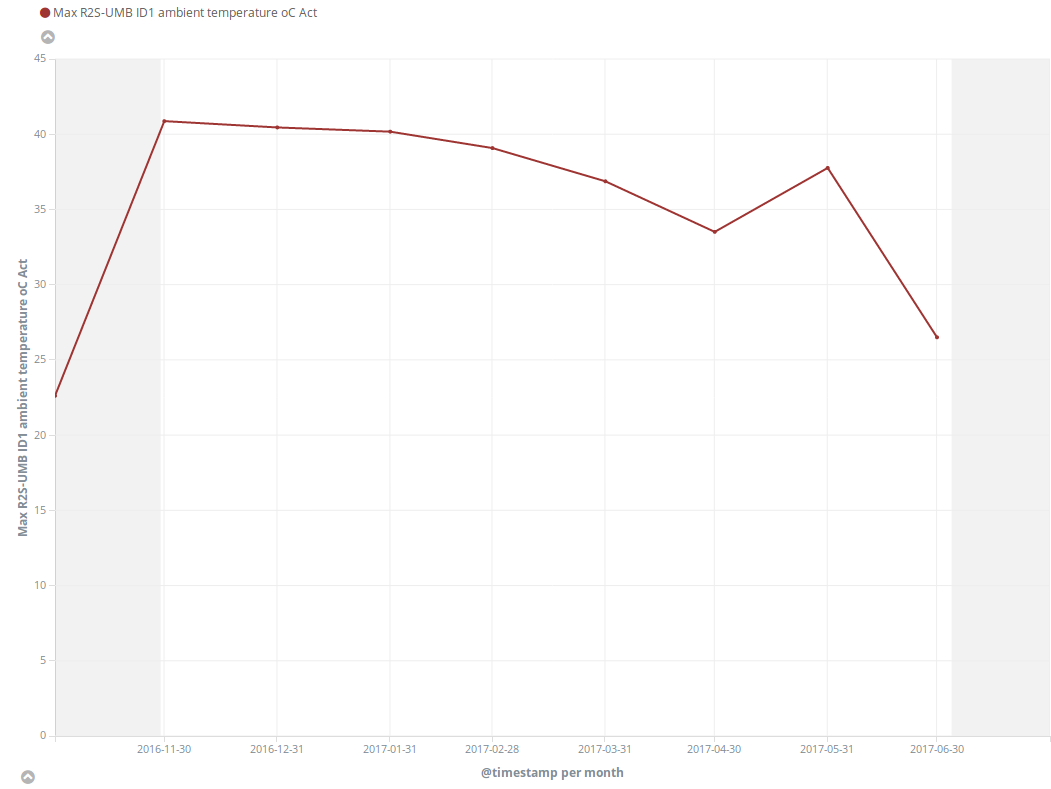 Max R2S-UMB ID1 ambient temperature oC Act
45
40
35
30
25
20
15
10
5
0
Max R2S-UMB ID1 ambient temperature oC Act
2016-11-30 2016-12-31 2017-01-31 2017-02-28 2017-03-31 2017-04-30 2017-05-31 2017-06-30
@timestamp per month